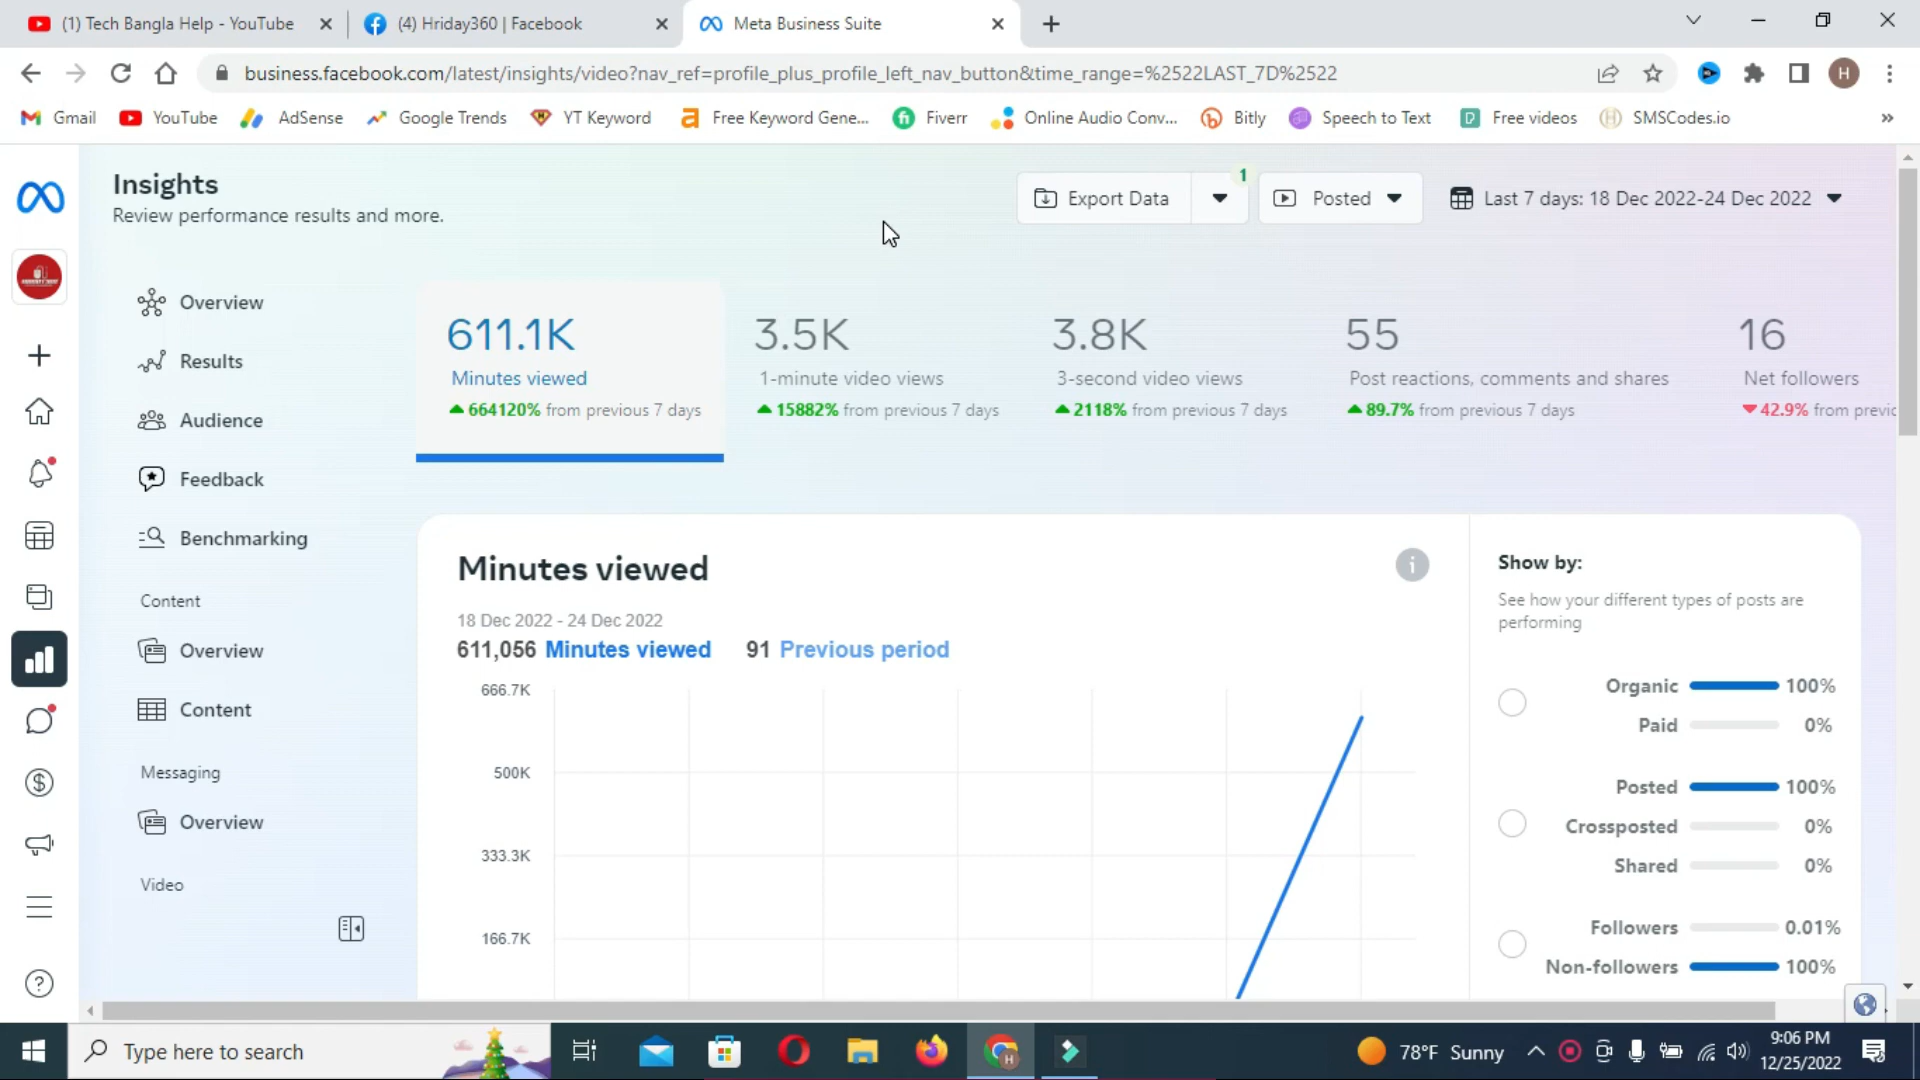 (1) Tech Bangla Help - YouTube
(4) Hriday360 | Facebook
Meta Business Suite
business.facebook.com/latest/insights/video?nav_ref=profile_plus_profile_left_nav_button&time_range=%2522LAST_7D%2522
H
Gmail
YouTube
AdSense
Google Trends
YT Keyword
Free Keyword Gene...
Fiverr
Online Audio Conv...
Bitly
Speech to Text
Free videos
SMSCodes.io
»
Insights
Review performance results and more.
Export Data
1
Posted
Last 7 days: 18 Dec 2022-24 Dec 2022
Overview
Results
Audience
Feedback
Benchmarking
Content
Overview
Content
Messaging
Overview
Video
611.1K
Minutes viewed
664120% from previous 7 days
3.5K
1-minute video views
15882% from previous 7 days
3.8K
3-second video views
2118% from previous 7 days
55
Post reactions, comments and shares
89.7% from previous 7 days
16
Net followers
42.9% from previc
Minutes viewed
18 Dec 2022 - 24 Dec 2022
611,056 Minutes viewed 91 Previous period
666.7K
500K
333.3K
166.7K
Show by:
See how your different types of posts are
performing
Organic 100%
Paid 0%
Posted 100%
Crossposted 0%
Shared 0%
Followers 0.01%
Non-followers 100%
Type here to search
78°F Sunny
9:06 PM
12/25/2022